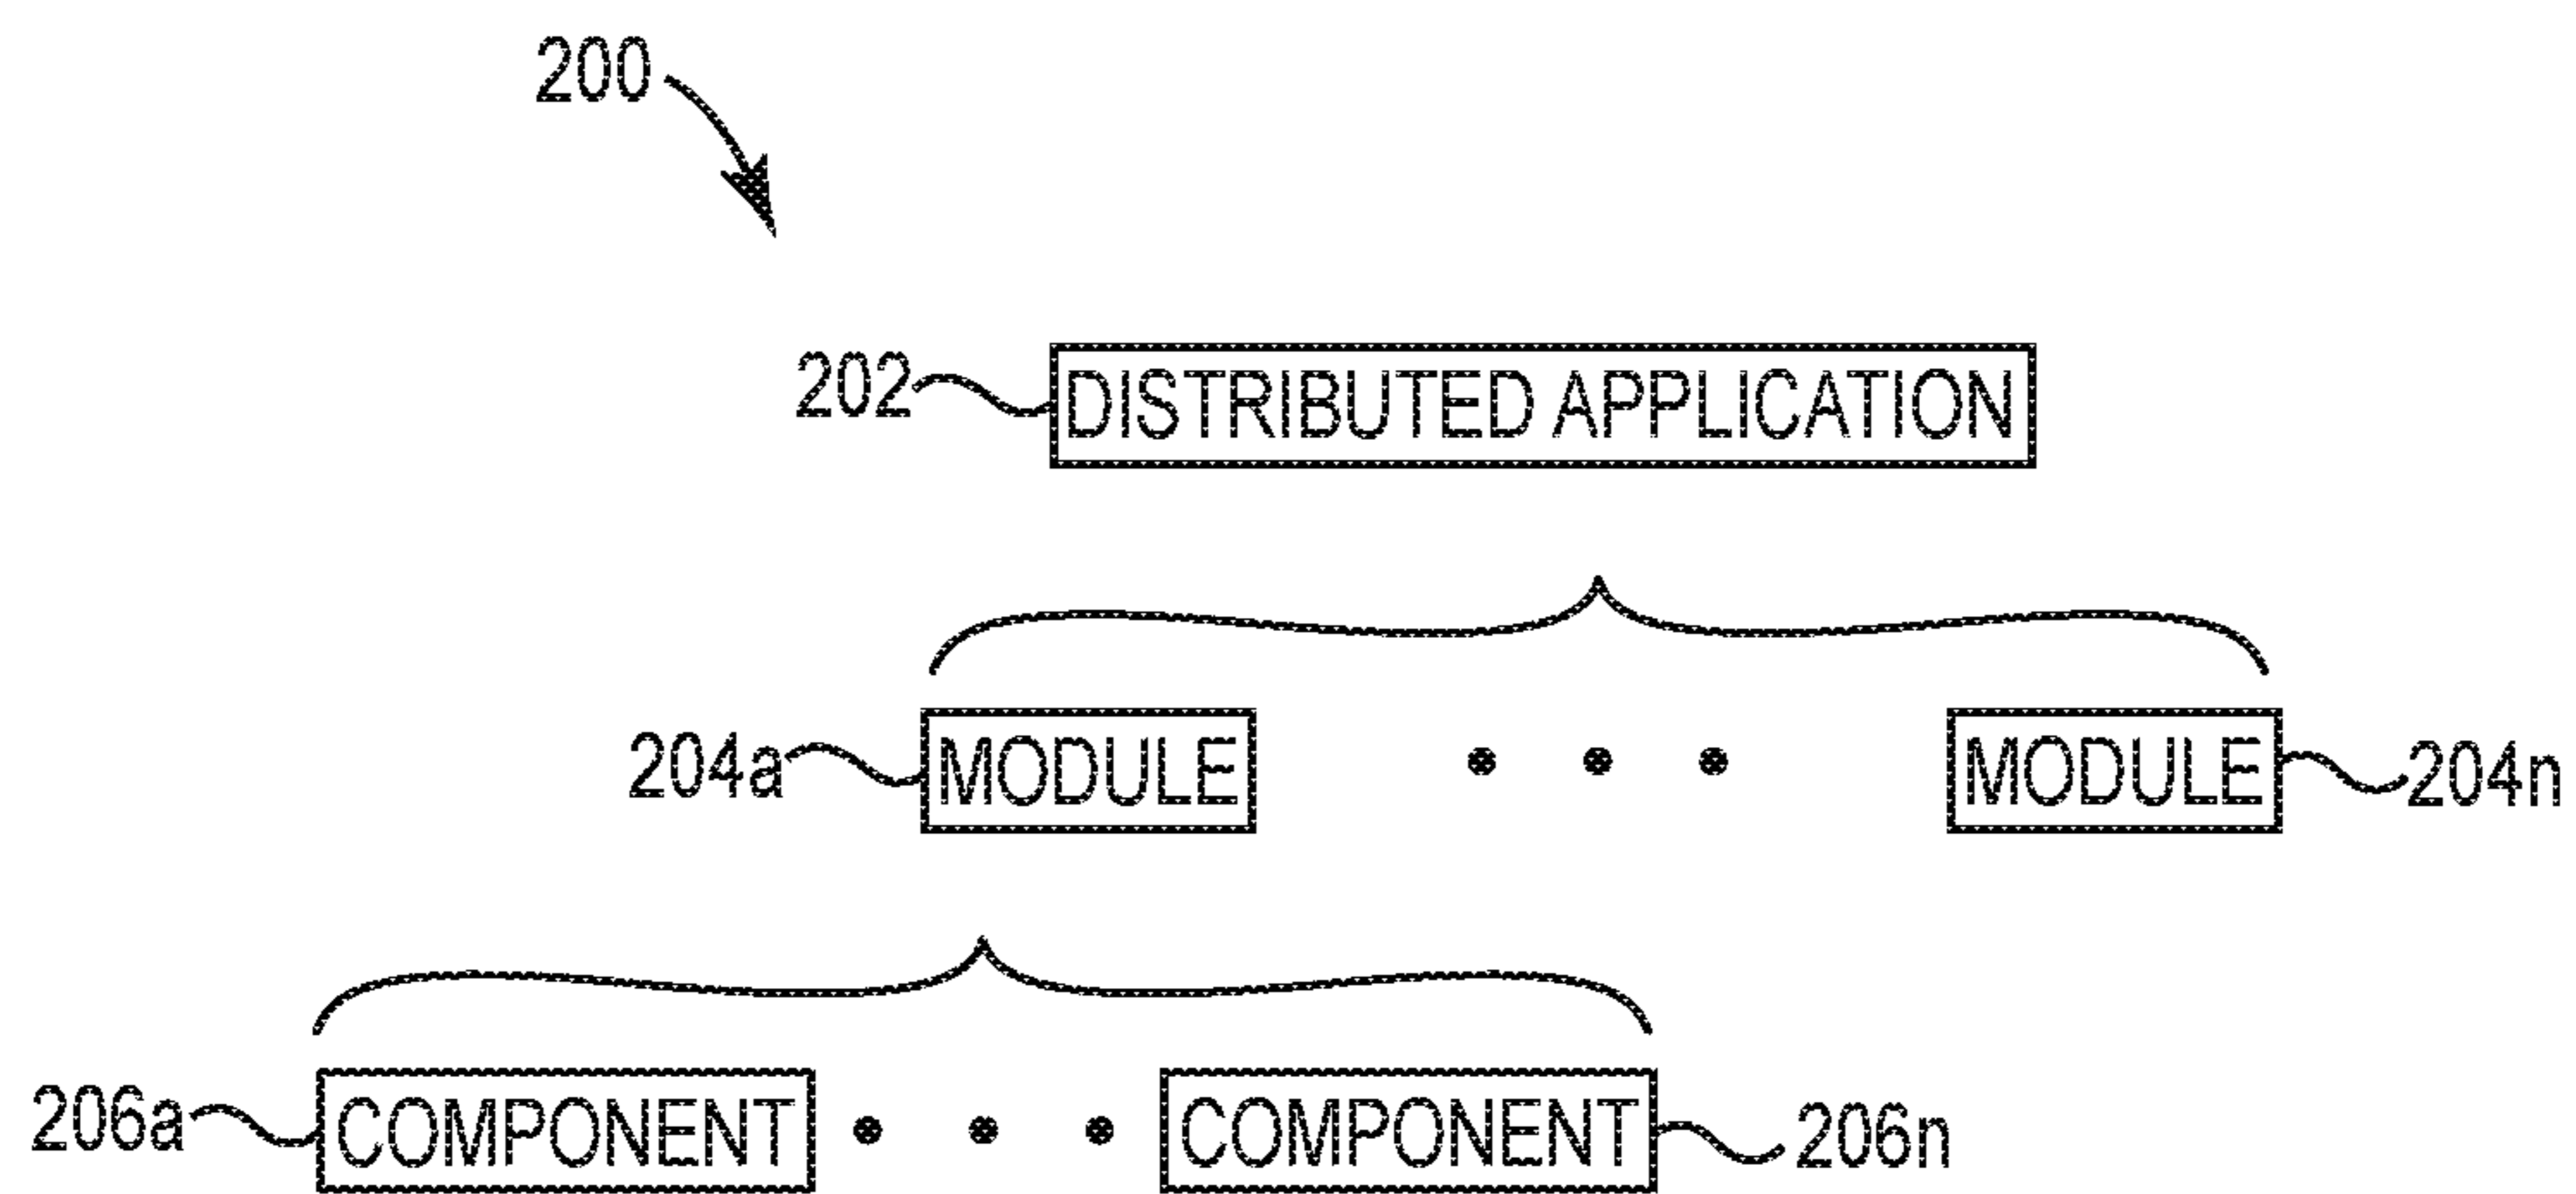 200
202 DISTRIBUTED APPLICATION
204a MODULE MODULE 204n
206a COMPONENT COMPONENT 206n